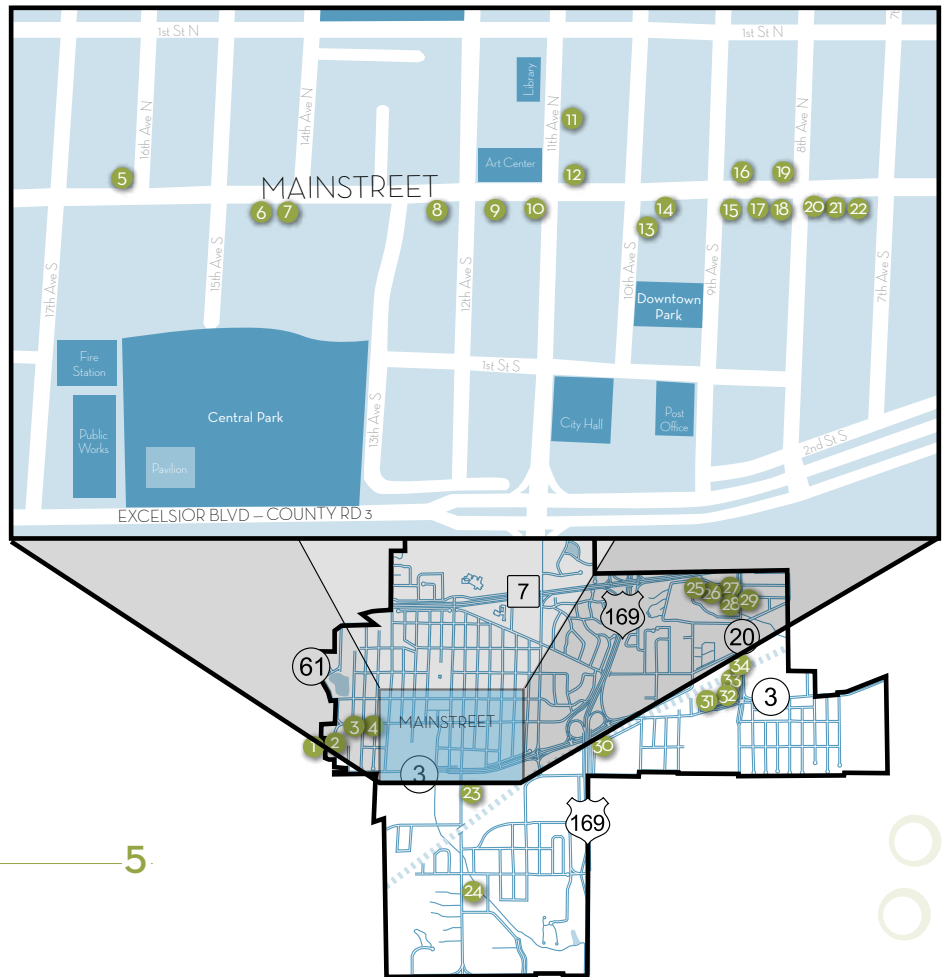 1st St N
1st St N
7t
16th Ave N
14th Ave N
11th Ave N
8th Ave N
Library
Art Center
11
12
5
MAINSTREET
6
7
8
9
10
13
14
15
16
17
18
19
20
21
22
17th Ave S
15th Ave S
12th Ave S
10th Ave S
9th Ave S
7th Ave S
Downtown
Park
Fire
Station
Public
Works
Central Park
Pavilion
13th Ave S
1st St S
City Hall
Post
Office
2nd St S
EXCELSIOR BLVD – COUNTY RD 3
7
169
25
26
27
28
29
20
61
34
33
32
31
3
1
2
3
4
MAINSTREET
30
3
23
169
5
24